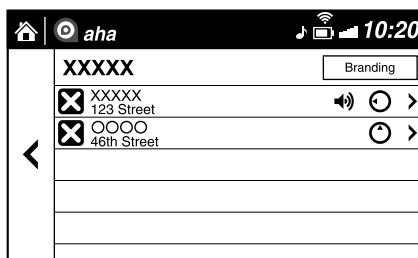 aha 10:20
XXXXX Branding
XXXXX
123 Street
OOOO
46th Street